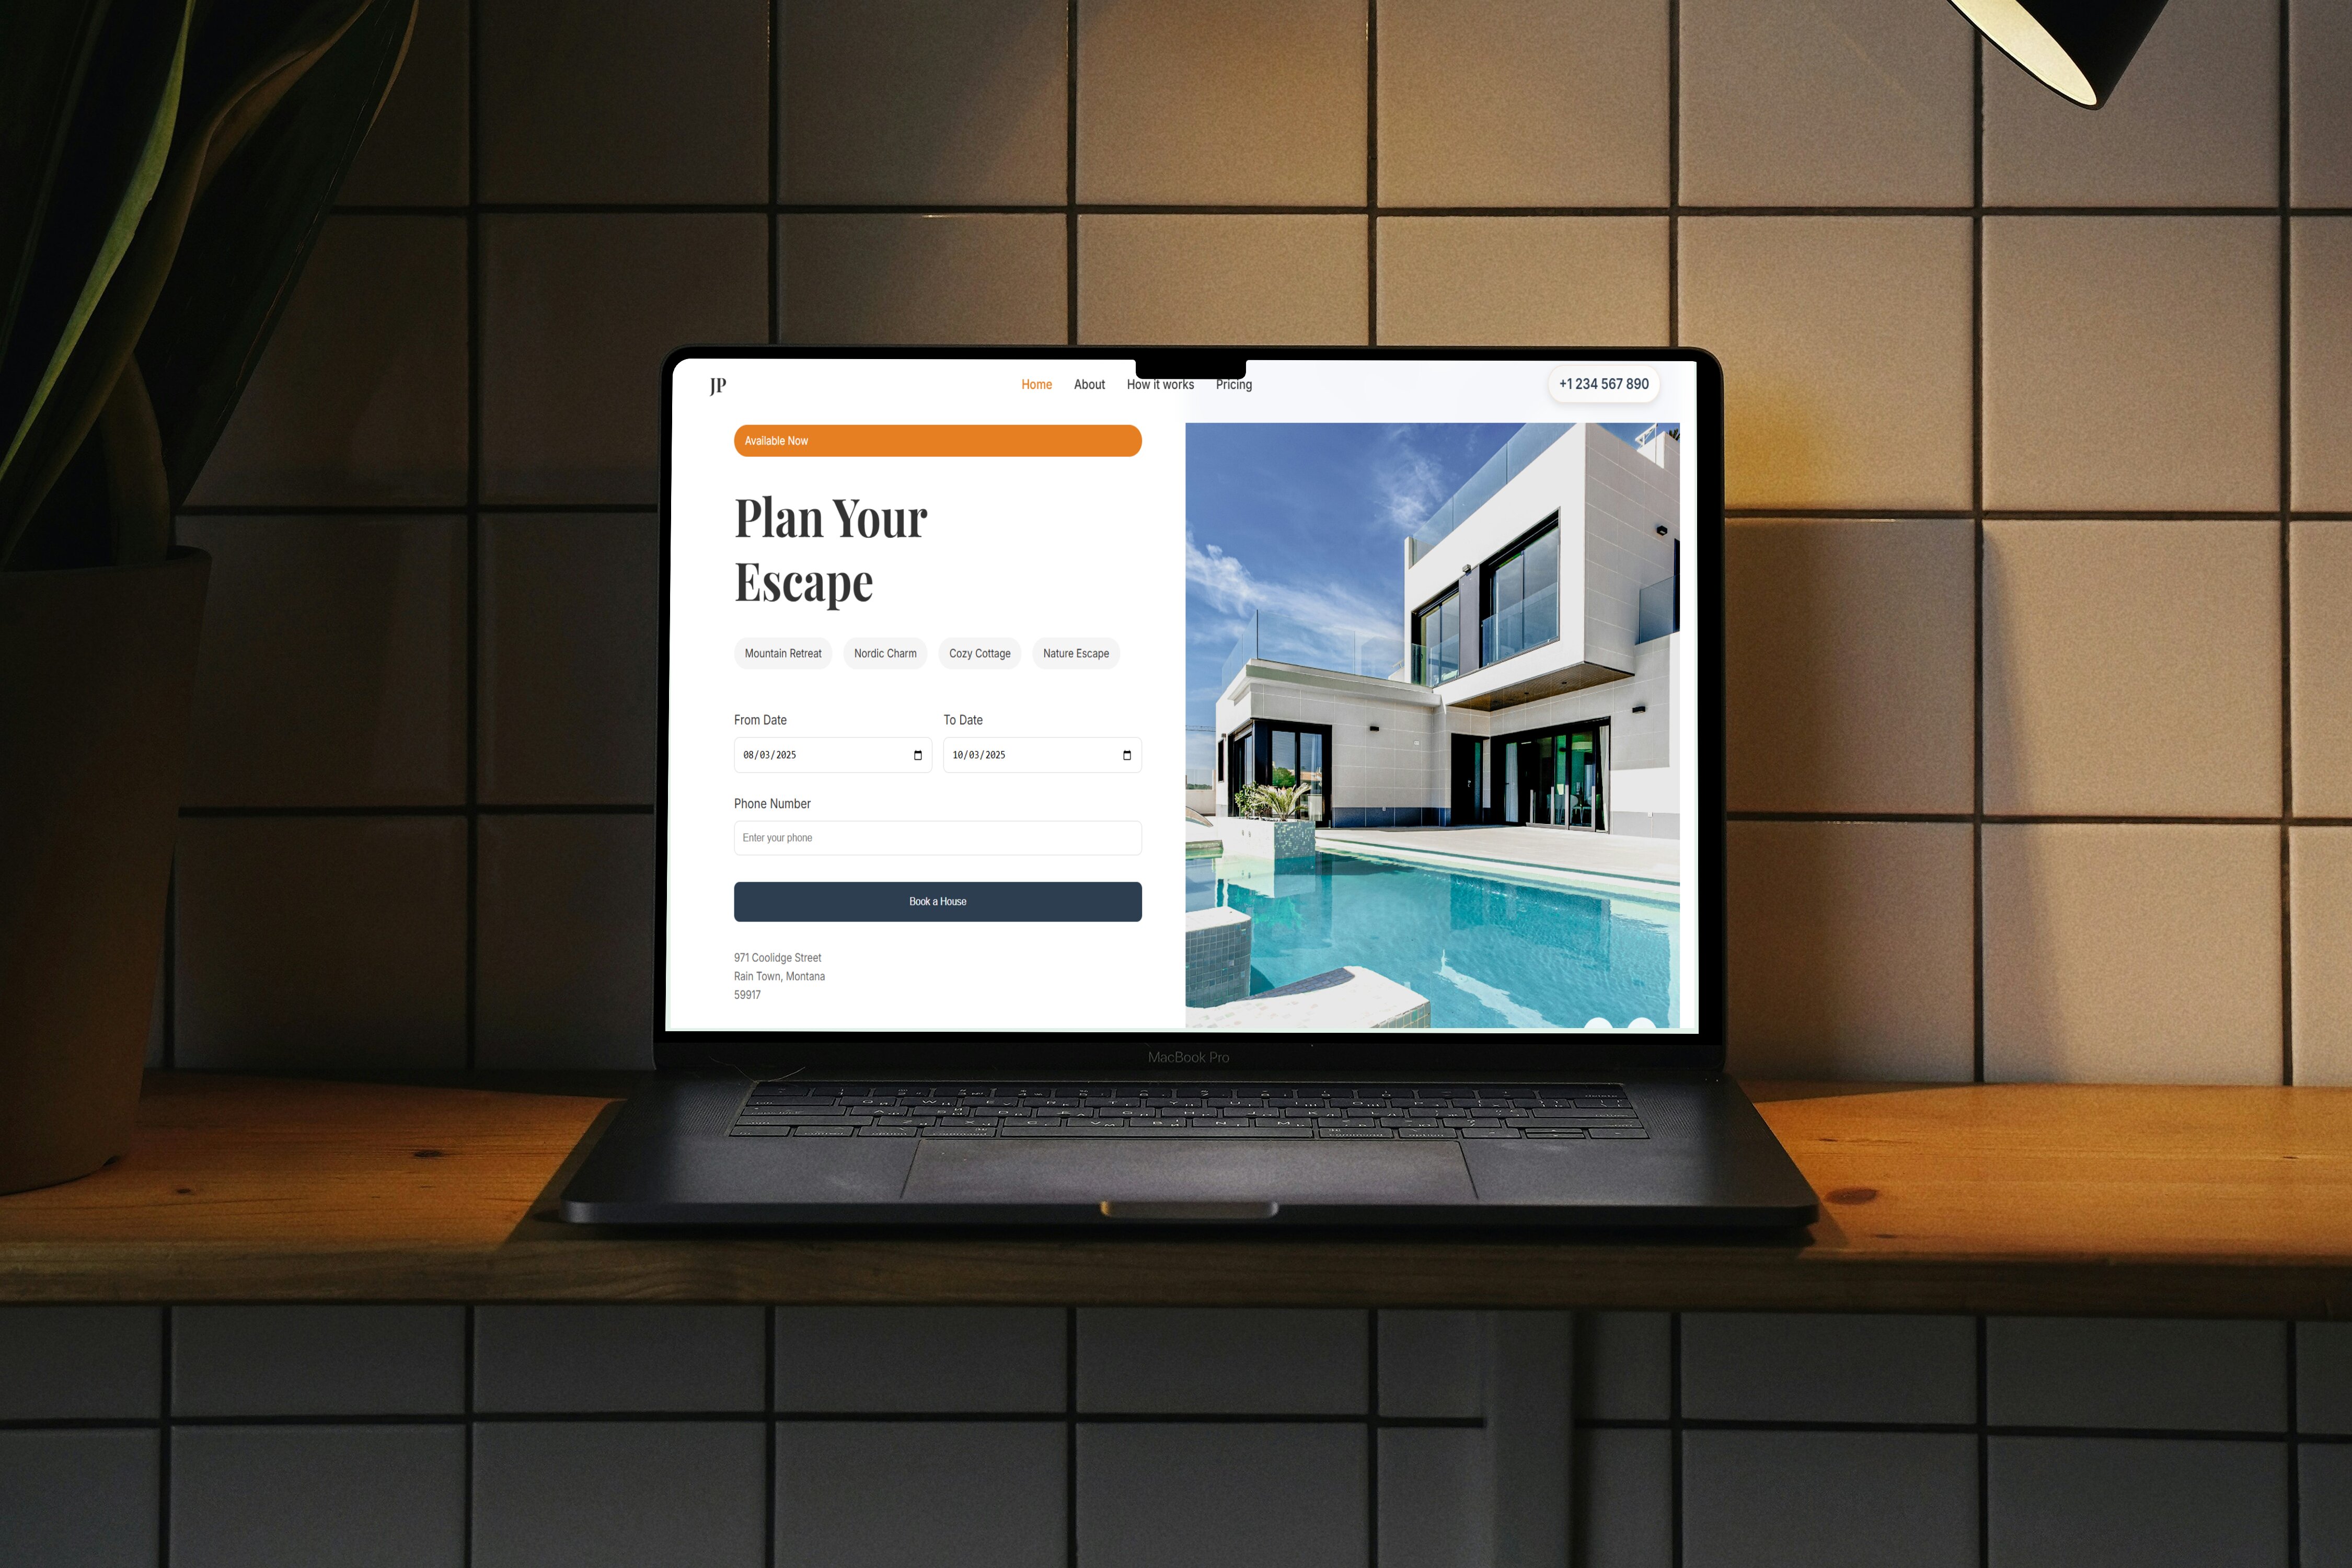 JP
Home About How it works Pricing
+1 234 567 890
Available Now
Plan Your
Escape
Mountain Retreat Nordic Charm Cozy Cottage Nature Escape
From Date To Date
08/03/2025 10/03/2025
Phone Number
Enter your phone
Book a House
971 Coolidge Street
Rain Town, Montana
59917
MacBook Pro